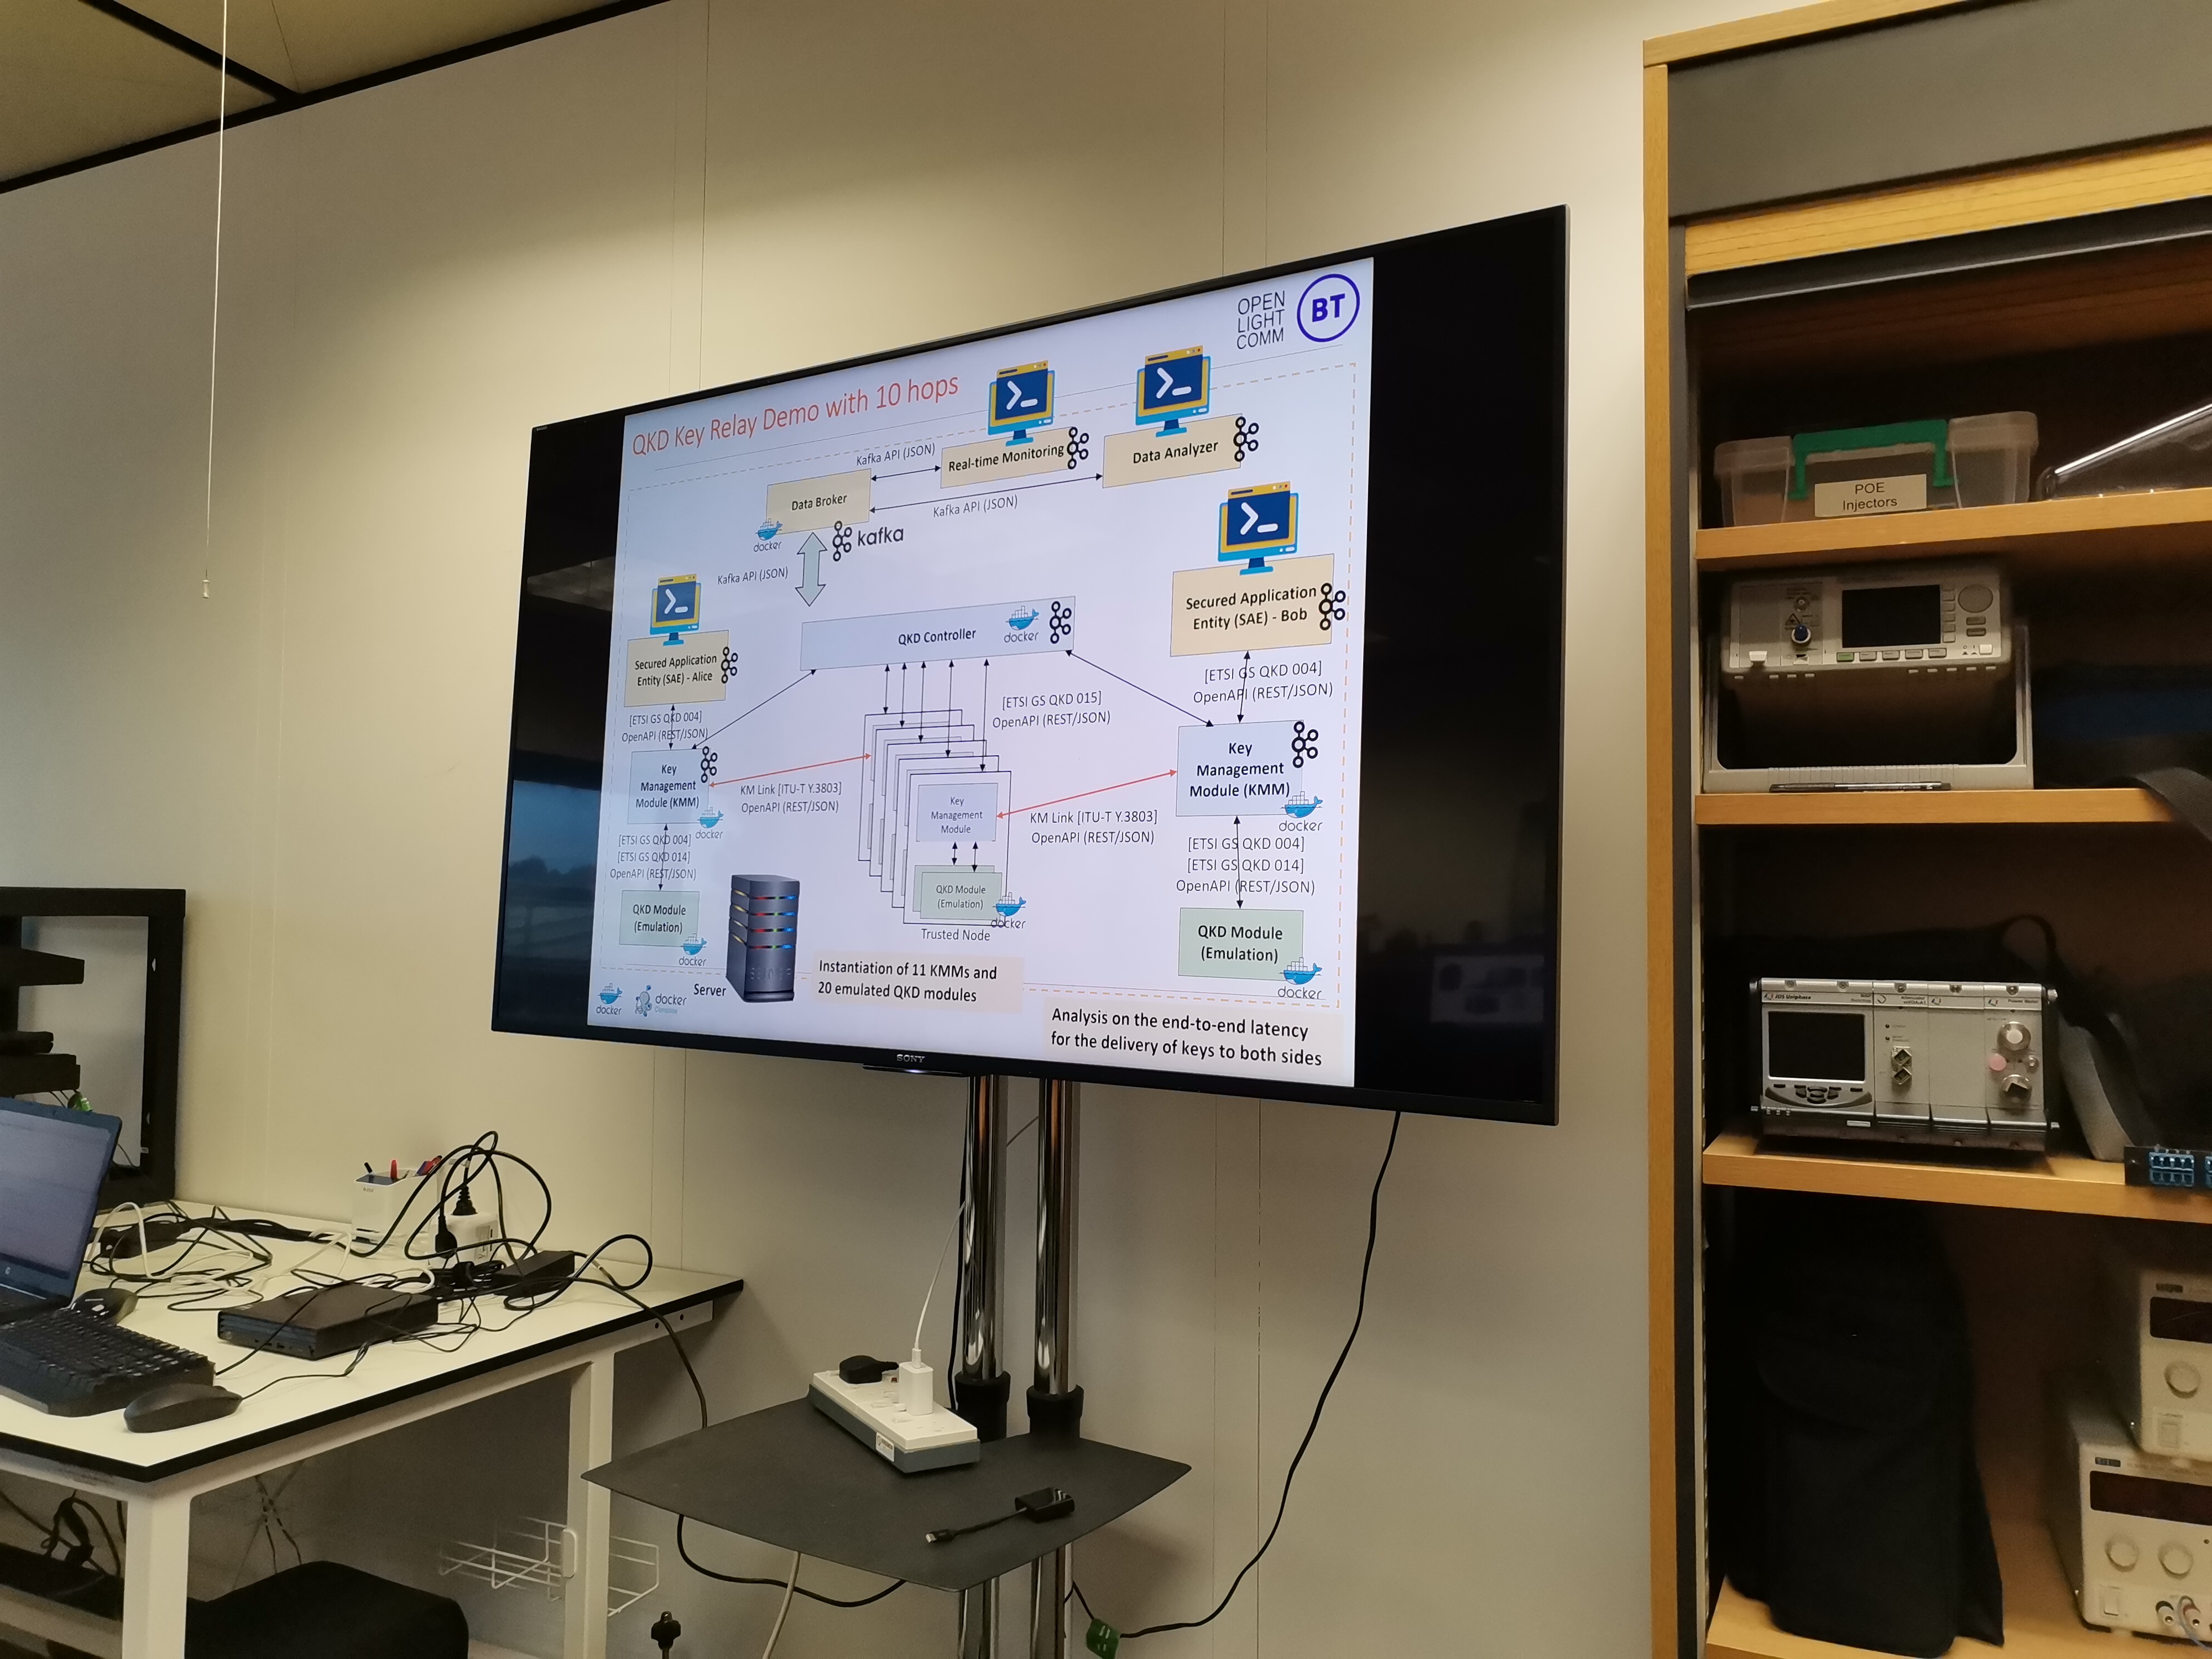 OPEN
LIGHT
COMM
BT
QKD Key Relay Demo with 10 hops
Kafka API (JSON)
Real-time Monitoring
Data Analyzer
Data Broker
Kafka API (JSON)
docker
kafka
Kafka API (JSON)
Secured Application
Entity (SAE) - Alice
QKD Controller
docker
Secured Application
Entity (SAE) - Bob
[ETSI GS QKD 004]
OpenAPI (REST/JSON)
[ETSI GS QKD 015]
OpenAPI (REST/JSON)
[ETSI GS QKD 004]
OpenAPI (REST/JSON)
Key
Management
Module (KMM)
docker
KM Link [ITU-T Y.3803]
OpenAPI (REST/JSON)
Key
Management
Module
KM Link [ITU-T Y.3803]
OpenAPI (REST/JSON)
Key
Management
Module (KMM)
docker
[ETSI GS QKD 004]
[ETSI GS QKD 014]
OpenAPI (REST/JSON)
[ETSI GS QKD 004]
[ETSI GS QKD 014]
OpenAPI (REST/JSON)
QKD Module
(Emulation)
docker
QKD Module
(Emulation)
docker
Trusted Node
QKD Module
(Emulation)
docker
SERVER
Server
Instantiation of 11 KMMs and
20 emulated QKD modules
docker
docker
Compose
Analysis on the end-to-end latency
for the delivery of keys to both sides
SONY
POE
Injectors
JDS Uniphase